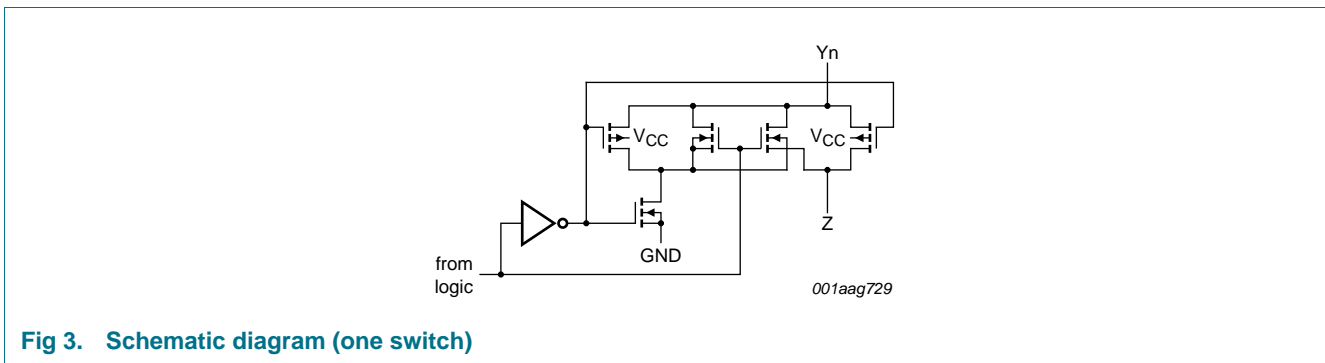 Yn
VCC
VCC
Z
GND
from
logic
001aag729
Fig 3. Schematic diagram (one switch)